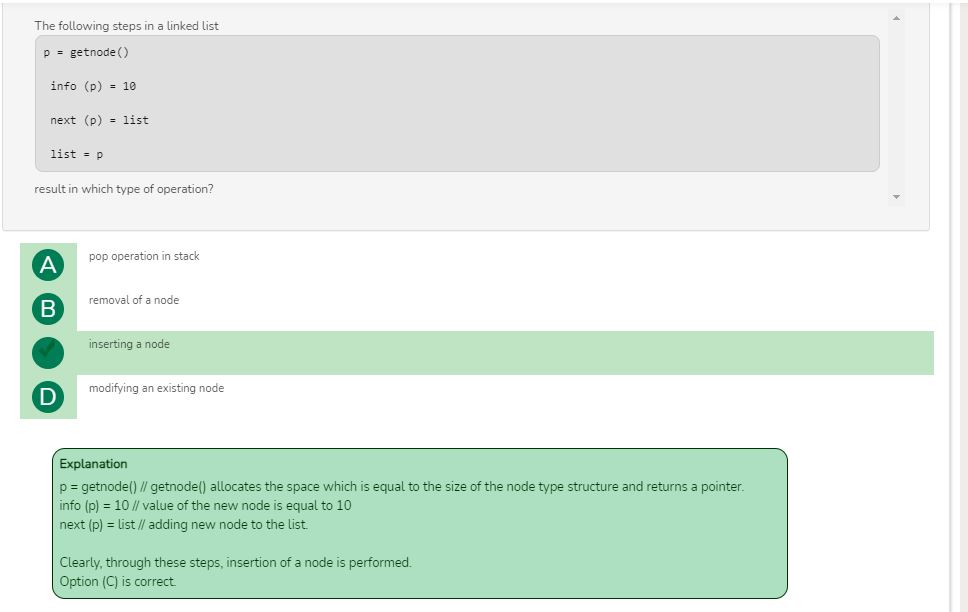 The following steps in a linked list
p = getnode()
info (p) = 10
next (p) = list
list = p
result in which type of operation?
A
pop operation in stack
B
removal of a node
inserting a node
D
modifying an existing node
Explanation
p = getnode() // getnode() allocates the space which is equal to the size of the node type structure and returns a pointer.
info (p) = 10 // value of the new node is equal to 10
next (p) = list // adding new node to the list.
Clearly, through these steps, insertion of a node is performed.
Option (C) is correct.